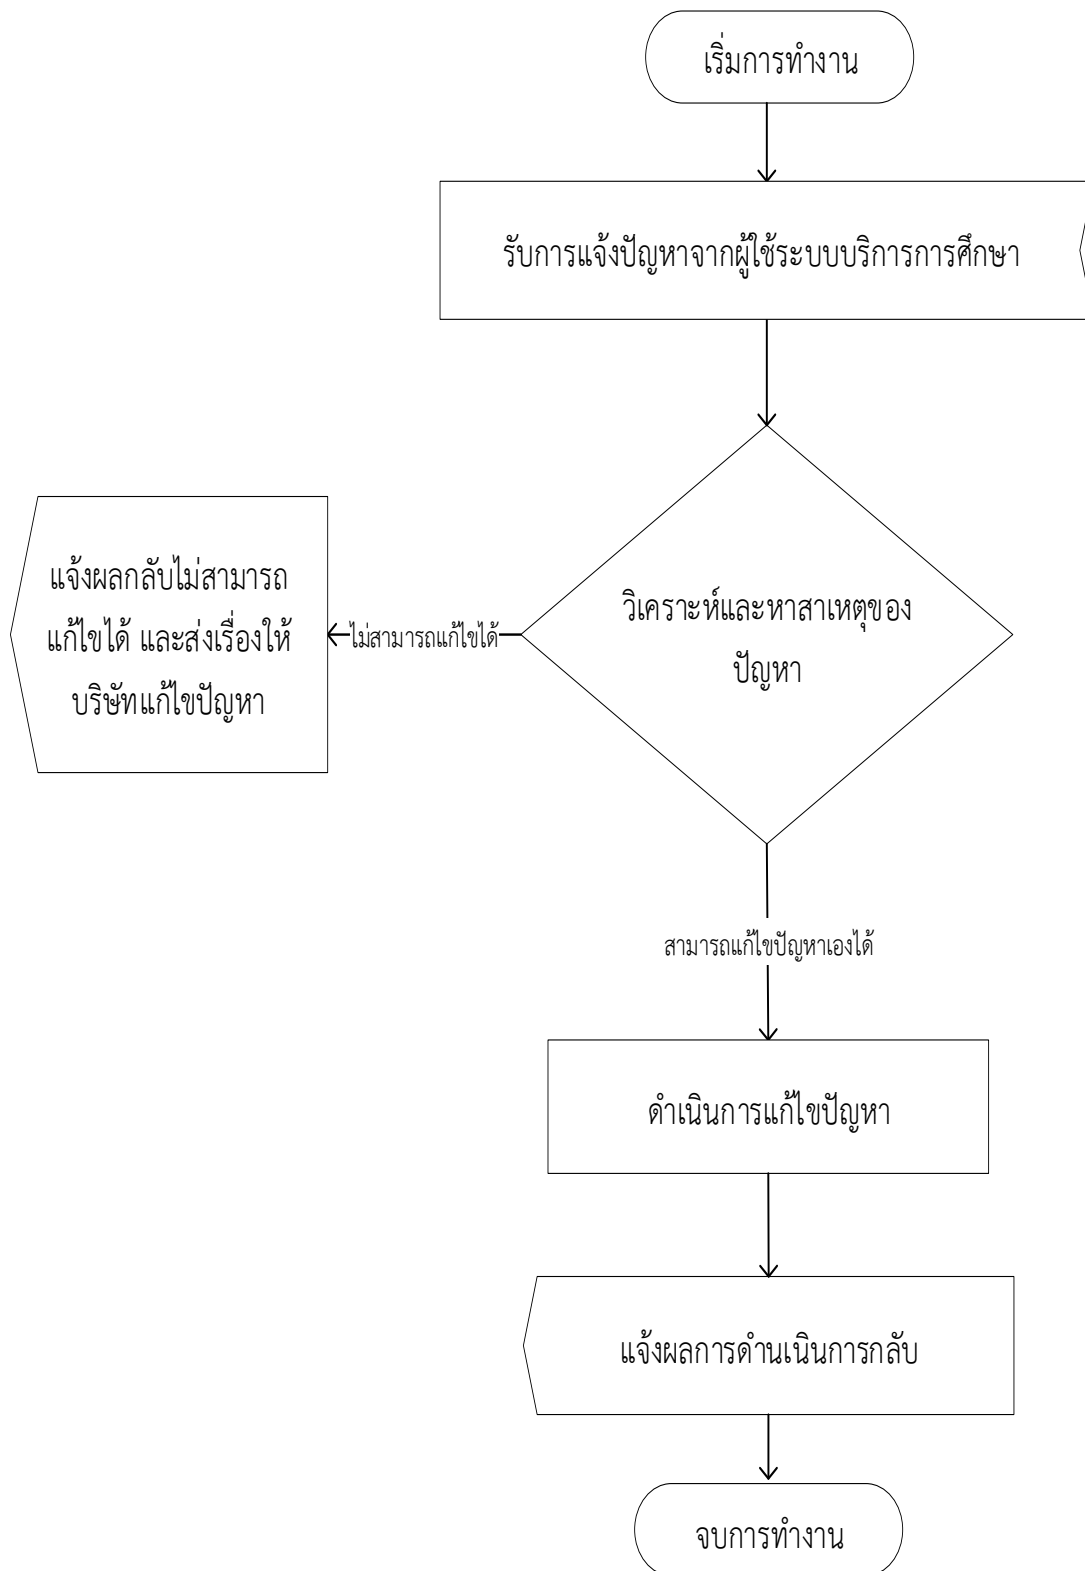 เริ่มการทำงาน
รับการแจ้งปัญหาจากผู้ใช้ระบบบริการการศึกษา
แจ้งผลกลับไม่สามารถ
แก้ไขได้ และส่งเรื่องให้
บริษัทแก้ไขปัญหา
ไม่สามารถแก้ไขได้
วิเคราะห์และหาสาเหตุของ
ปัญหา
สามารถแก้ไขปัญหาเองได้
ดำเนินการแก้ไขปัญหา
แจ้งผลการดำนเนินการกลับ
จบการทำงาน